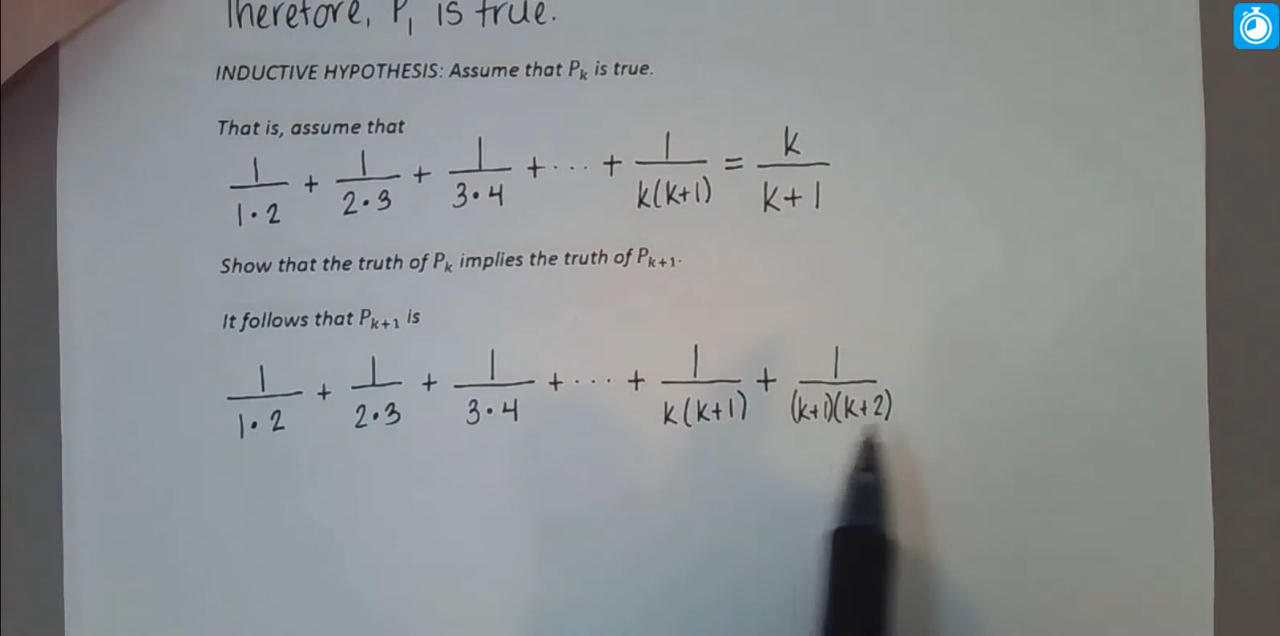 Therefore, P₁ is true.
INDUCTIVE HYPOTHESIS: Assume that Pₖ is true.
That is, assume that
1/(1·2) + 1/(2·3) + 1/(3·4) + ··· + 1/(k(k+1)) = k/(k+1)
Show that the truth of Pₖ implies the truth of Pₖ₊₁.
It follows that Pₖ₊₁ is
1/(1·2) + 1/(2·3) + 1/(3·4) + ··· + 1/(k(k+1)) + 1/((k+1)(k+2))